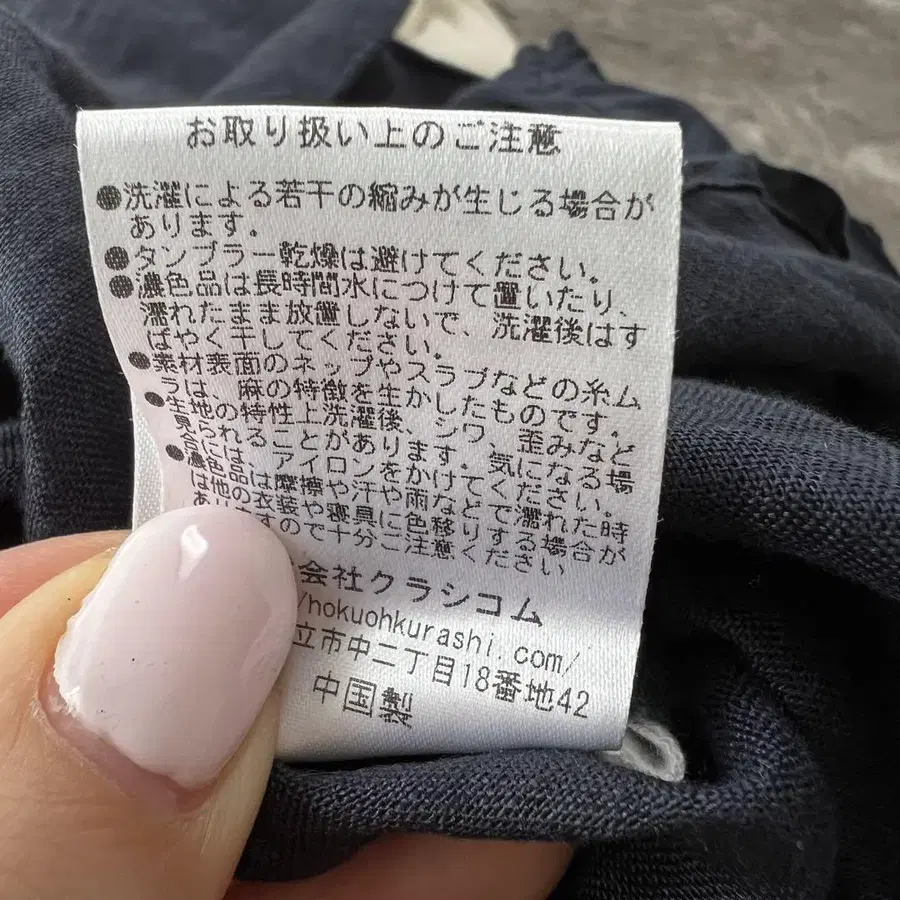 お取り扱い上のご注意
●洗濯による若干の縮みが生じる場合が
あります。
●タンブラー乾燥は避けてください。
●濃色品は長時間水につけて置いたり、
濡れたまま放置しないで、洗濯後はす
ばやく干してください。
●素材表面のネップやスラブなどの糸ム
ラは、麻の特徴を生かしたものです。
●生地の特性上洗濯後、シワ、歪みなど
見られることがあります。気になる場
合は、アイロンをかけてください。
●濃色品は摩擦や汗や雨などで濡れた時
は他の衣装や寝具に色移りする場合が
ありますので十分ご注意ください
会社クラシコム
/hokuohkurashi.com/
立市中二丁目18番地42
中国製